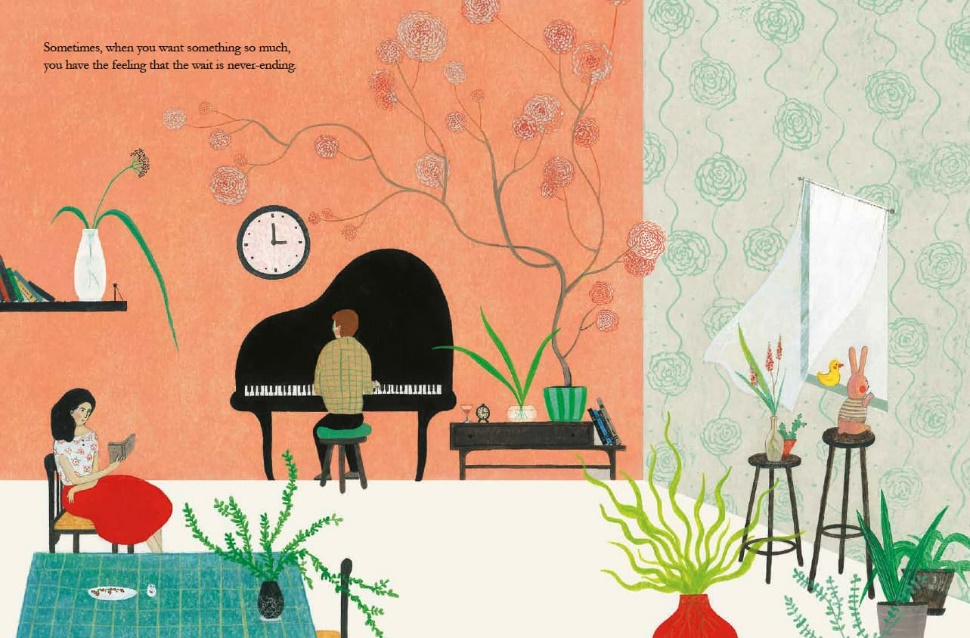 Sometimes, when you want something so much,
you have the feeling that the wait is never-ending.